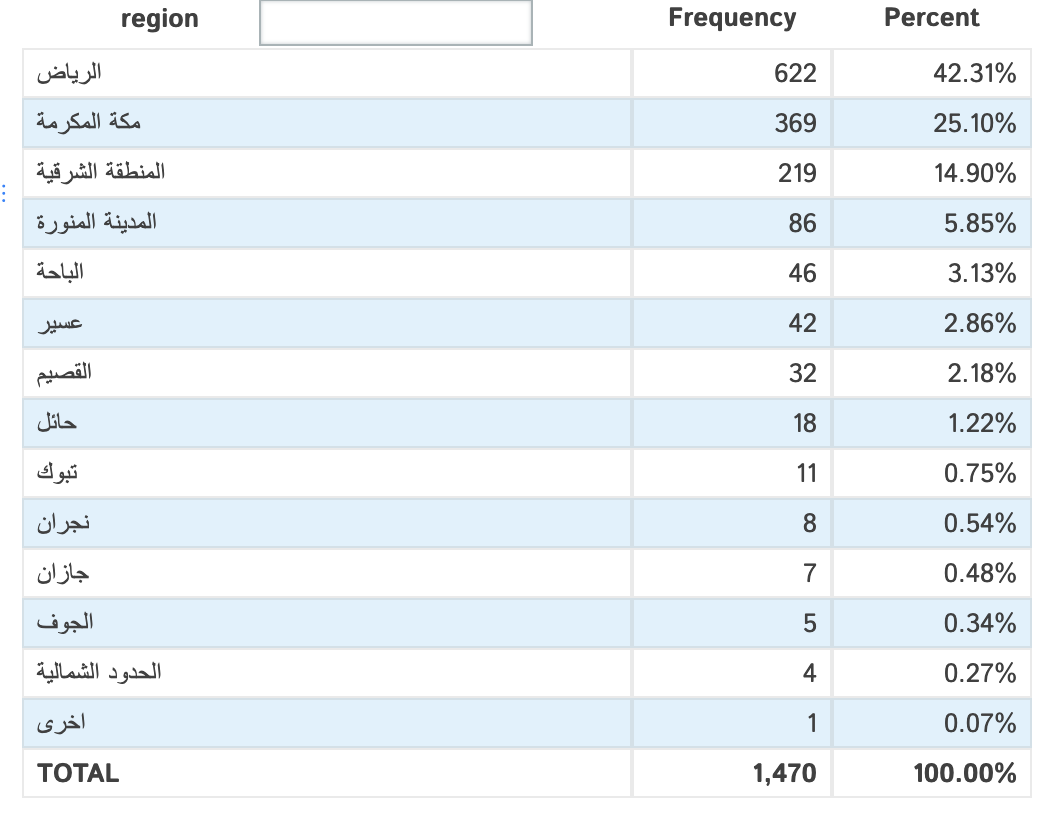 region Frequency Percent
الرياض 622 42.31%
مكة المكرمة 369 25.10%
المنطقة الشرقية 219 14.90%
المدينة المنورة 86 5.85%
الباحة 46 3.13%
عسير 42 2.86%
القصيم 32 2.18%
حائل 18 1.22%
تبوك 11 0.75%
نجران 8 0.54%
جازان 7 0.48%
الجوف 5 0.34%
الحدود الشمالية 4 0.27%
اخرى 1 0.07%
TOTAL 1,470 100.00%